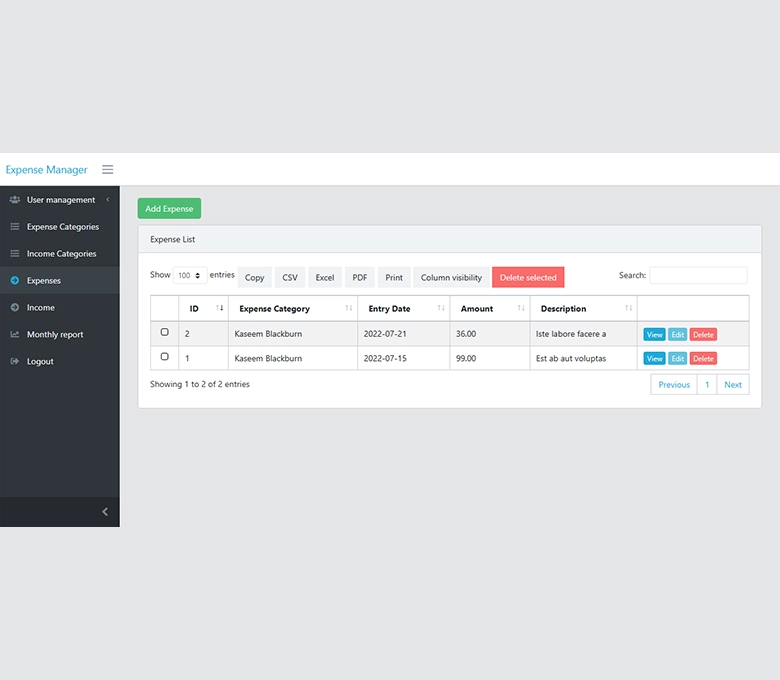 Expense Manager
User management
Expense Categories
Income Categories
Expenses
Income
Monthly report
Logout
Add Expense
Expense List
Show 100 entries Copy CSV Excel PDF Print Column visibility Delete selected Search:
ID Expense Category Entry Date Amount Description
2 Kaseem Blackburn 2022-07-21 36.00 Iste labore facere a View Edit Delete
1 Kaseem Blackburn 2022-07-15 99.00 Est ab aut voluptas View Edit Delete
Showing 1 to 2 of 2 entries Previous 1 Next